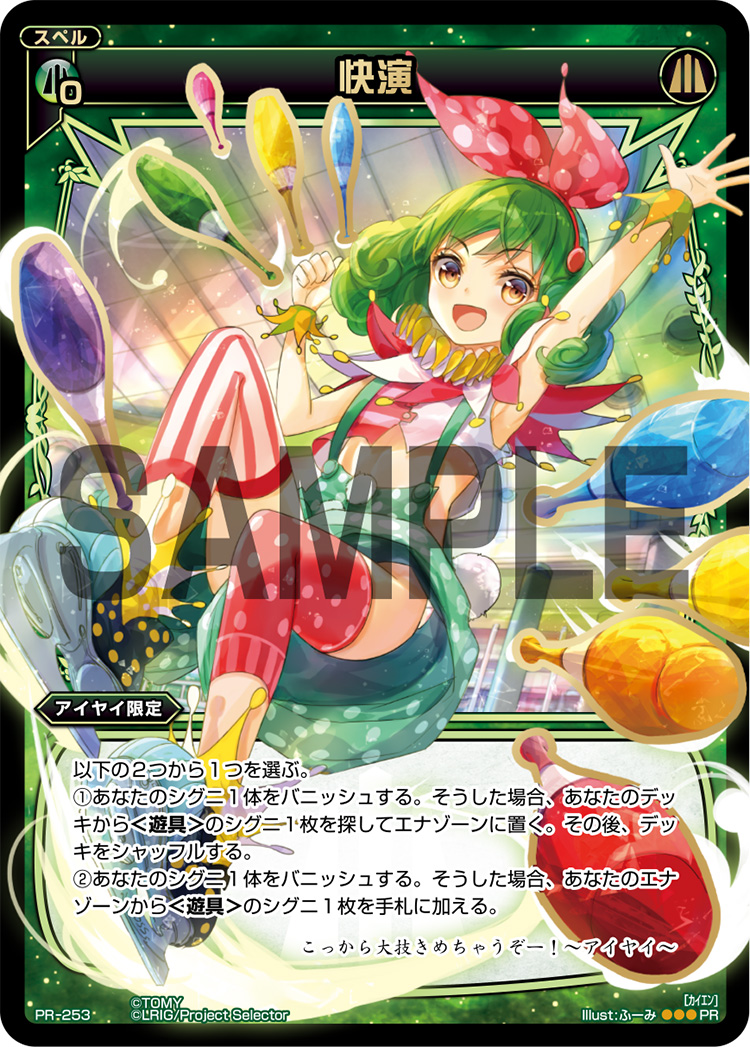 スペル
0
快演
SAMPLE
アイヤイ限定
以下の2つから1つを選ぶ。
①あなたのシグニ1体をバニッシュする。そうした場合、あなたのデッ
キから<遊具>のシグニ1枚を探してエナゾーンに置く。その後、デッ
キをシャッフルする。
②あなたのシグニ1体をバニッシュする。そうした場合、あなたのエナ
ゾーンから<遊具>のシグニ1枚を手札に加える。
こっから大技きめちゃうぞー!～アイヤイ～
PR-253
©TOMY
©LRIG/Project Selector
[カイエン]
Illust:ふーみ ●●●PR